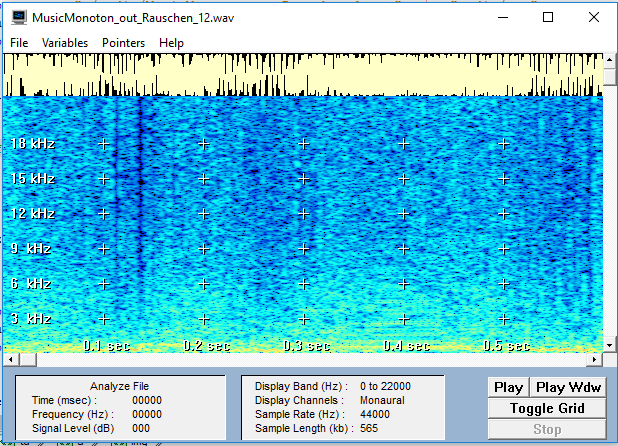 MusicMonoton_out_Rauschen_12.wav
File Variables Pointers Help
18 kHz
15 kHz
12 kHz
9 kHz
6 kHz
3 kHz
0.1 sec 0.2 sec 0.3 sec 0.4 sec 0.5 sec
Analyze File
Time (msec) : 00000
Frequency (Hz) : 00000
Signal Level (dB) 000
Display Band (Hz) : 0 to 22000
Display Channels : Monaural
Sample Rate (Hz) : 44000
Sample Length (kb) : 565
Play Play Wdw
Toggle Grid
Stop